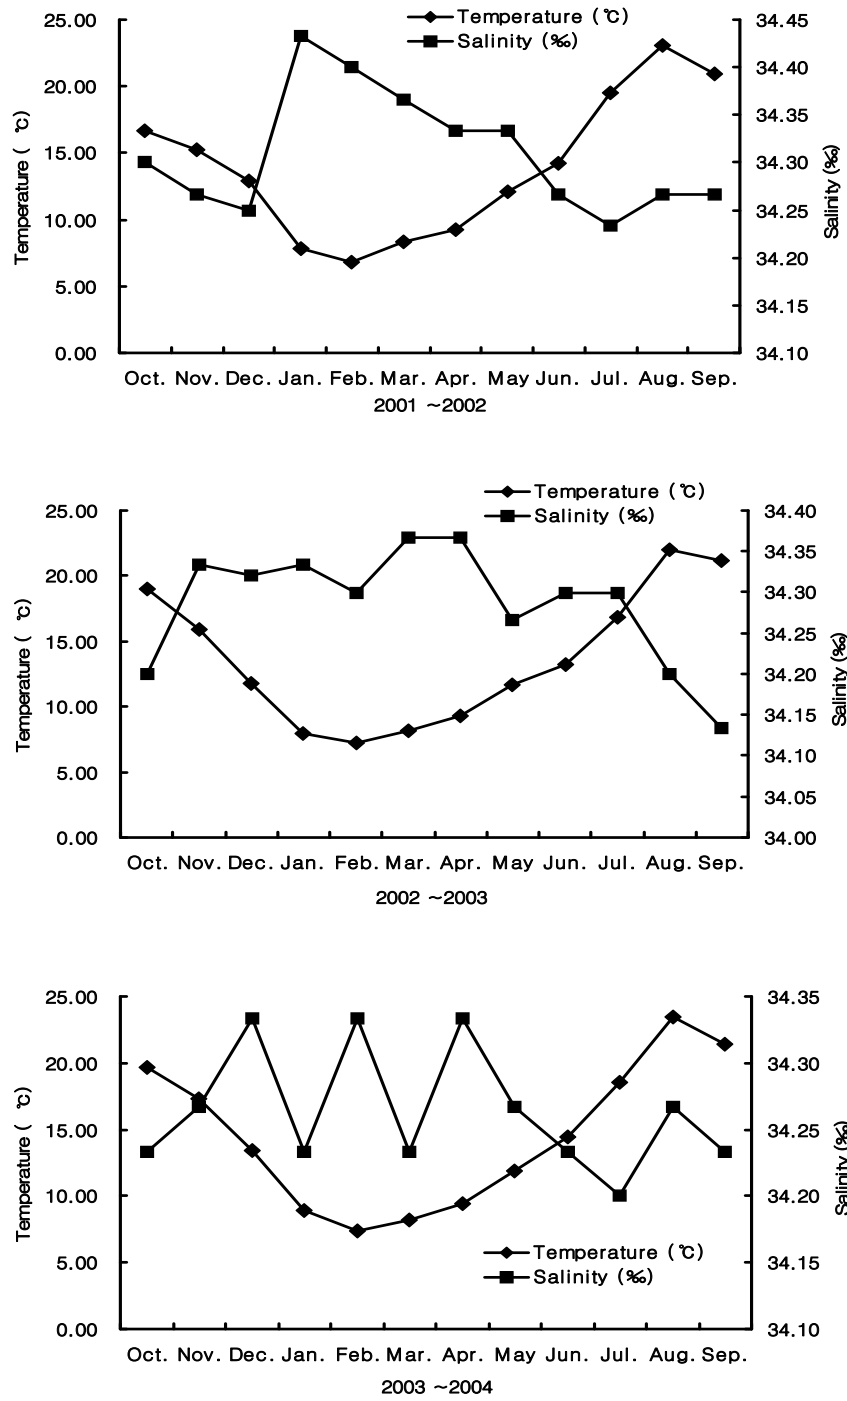 Temperature ( ℃)
Salinity (‰)
25.00
20.00
15.00
10.00
5.00
0.00
Temperature ( ℃)
34.45
34.40
34.35
34.30
34.25
34.20
34.15
34.10
Salinity (‰)
Oct. Nov. Dec. Jan. Feb. Mar. Apr. May Jun. Jul. Aug. Sep.
2001 ~2002
Temperature ( ℃)
Salinity (‰)
25.00
20.00
15.00
10.00
5.00
0.00
Temperature ( ℃)
34.40
34.35
34.30
34.25
34.20
34.15
34.10
34.05
34.00
Salinity (‰)
Oct. Nov. Dec. Jan. Feb. Mar. Apr. May Jun. Jul. Aug. Sep.
2002 ~2003
25.00
20.00
15.00
10.00
5.00
0.00
Temperature ( ℃)
34.35
34.30
34.25
34.20
34.15
34.10
Salinity (‰)
Temperature ( ℃)
Salinity (‰)
Oct. Nov. Dec. Jan. Feb. Mar. Apr. May Jun. Jul. Aug. Sep.
2003 ~2004